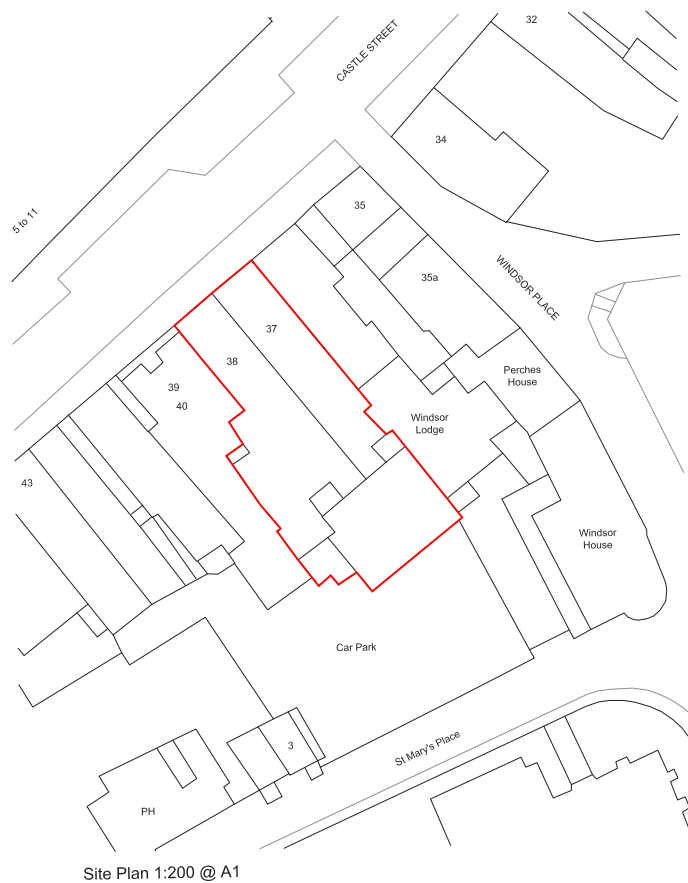 32
CASTLE STREET
34
35
5 to 11
WINDSOR PLACE
35a
37
38
Perches
House
39
40
Windsor
Lodge
43
Windsor
House
Car Park
3
St Mary's Place
PH
Site Plan 1:200 @ A1